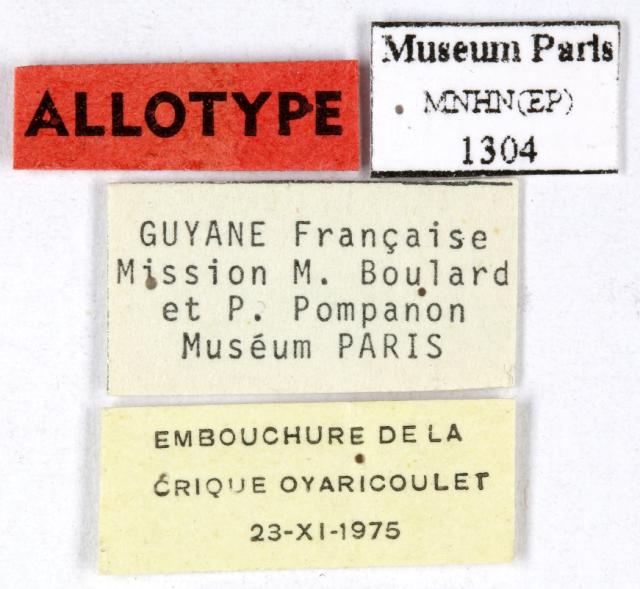 ALLOTYPE
Museum Paris
MNHN(EP)
1304
GUYANE Française
Mission M. Boulard
et P. Pompanon
Muséum PARIS
EMBOUCHURE DE LA
CRIQUE OYARICOULET
23-XI-1975